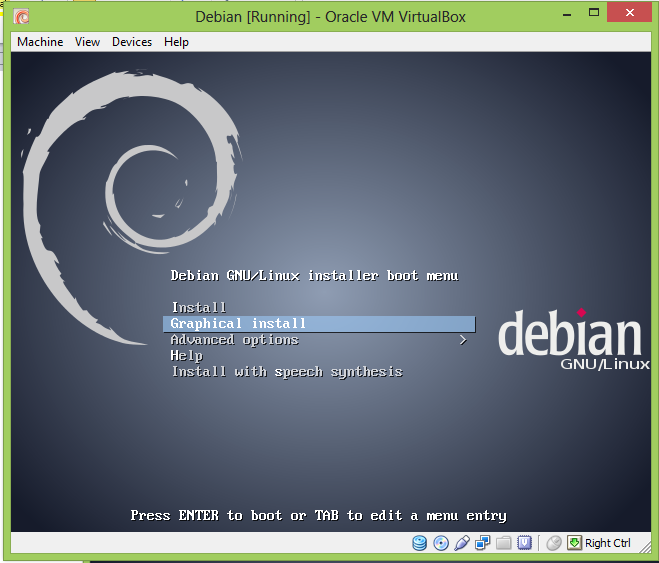 Debian [Running] - Oracle VM VirtualBox
Machine View Devices Help
Debian GNU/Linux installer boot menu
Install
Graphical install
Advanced options >
Help
Install with speech synthesis
debian
GNU/Linux
Press ENTER to boot or TAB to edit a menu entry
Right Ctrl